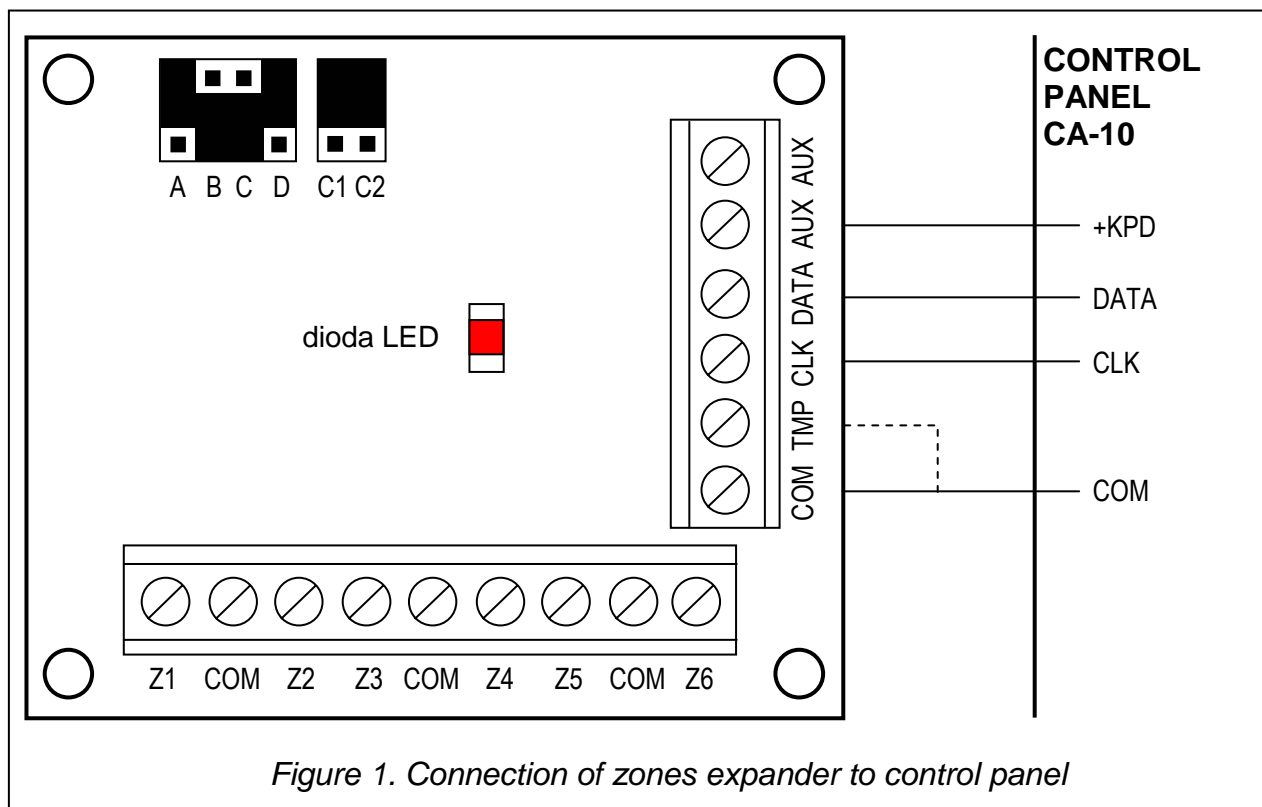 CONTROL
PANEL
CA-10
A B C D C1 C2
AUX
AUX
DATA
CLK
TMP
COM
+KPD
DATA
CLK
COM
dioda LED
Z1 COM Z2 Z3 COM Z4 Z5 COM Z6
Figure 1. Connection of zones expander to control panel